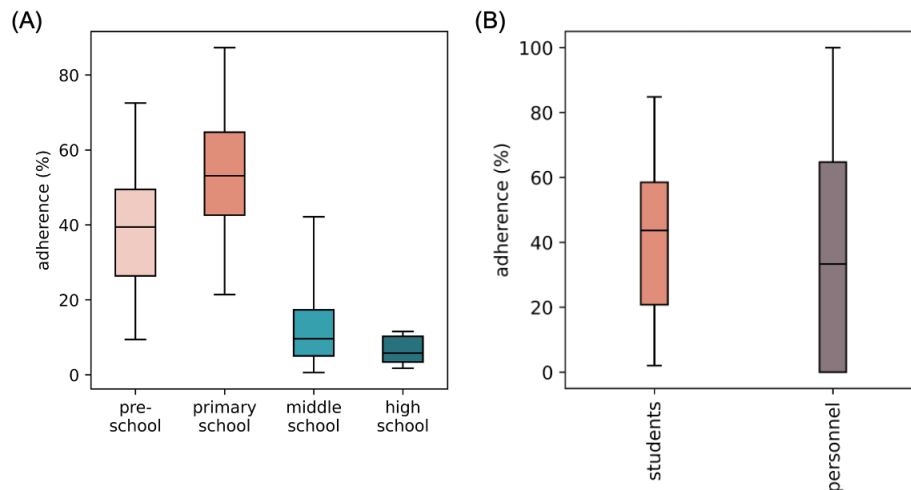 (A)
adherence (%)
80
60
40
20
0
pre-
school
primary
school
middle
school
high
school
(B)
adherence (%)
100
80
60
40
20
0
students
personnel